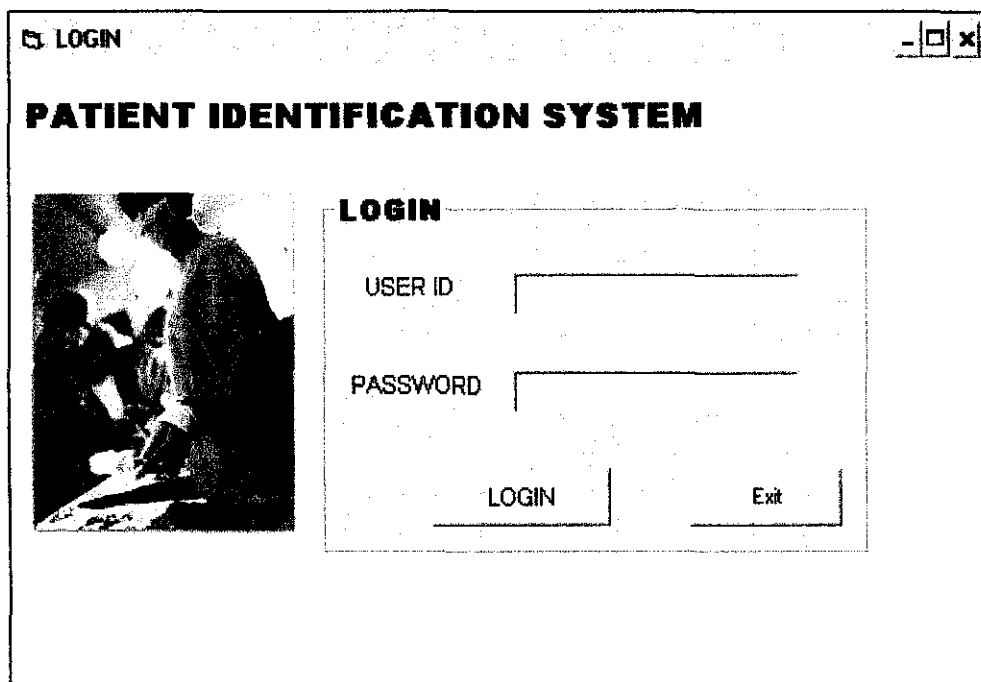 LOGIN
PATIENT IDENTIFICATION SYSTEM
LOGIN
USER ID
PASSWORD
LOGIN Exit